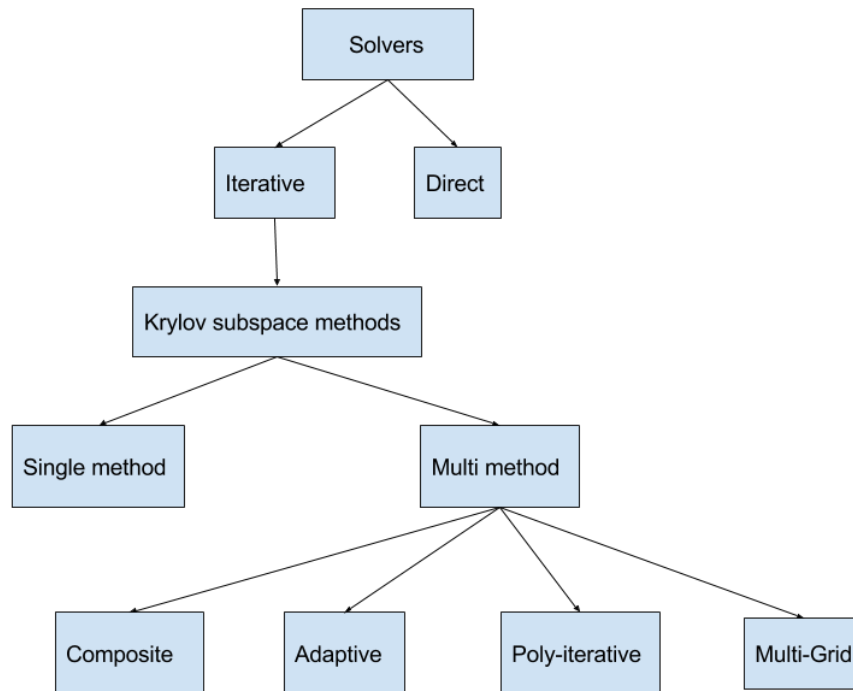 Solvers
Iterative
Direct
Krylov subspace methods
Single method
Multi method
Composite
Adaptive
Poly-iterative
Multi-Grid